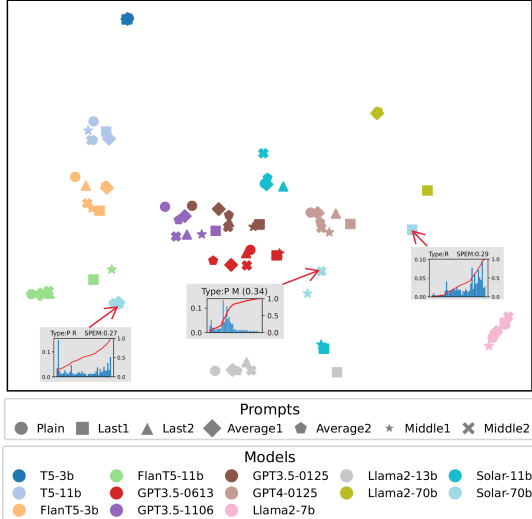 Type:P M (0.34)
0.1
0.0
1.0
0.5
0.0
Type:R SPEM:0.29
0.10
0.05
0.00
1.0
0.5
0.0
Type:P R SPEM:0.27
0.1
0.0
1.0
0.5
0.0
Prompts
Plain Last1 Last2 Average1 Average2 Middle1 Middle2
Models
T5-3b FlanT5-11b GPT3.5-0125 Llama2-13b Solar-11b
T5-11b GPT3.5-0613 GPT4-0125 Llama2-70b Solar-70b
FlanT5-3b GPT3.5-1106 Llama2-7b